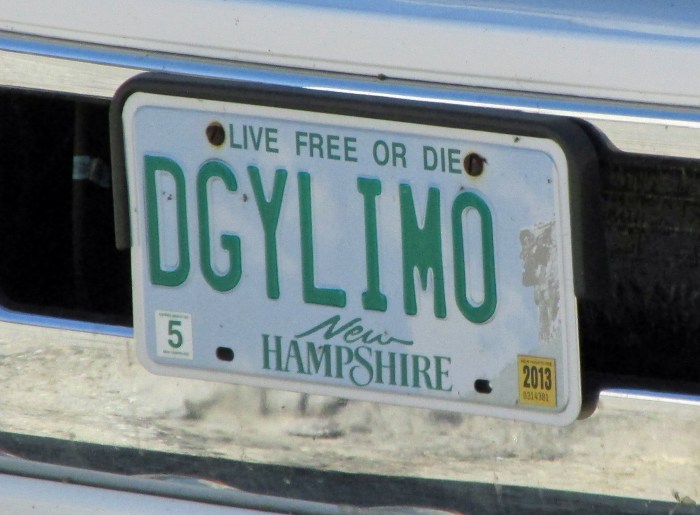 LIVE FREE OR DIE
DGYLIMO
5
New
HAMPSHIRE
2013